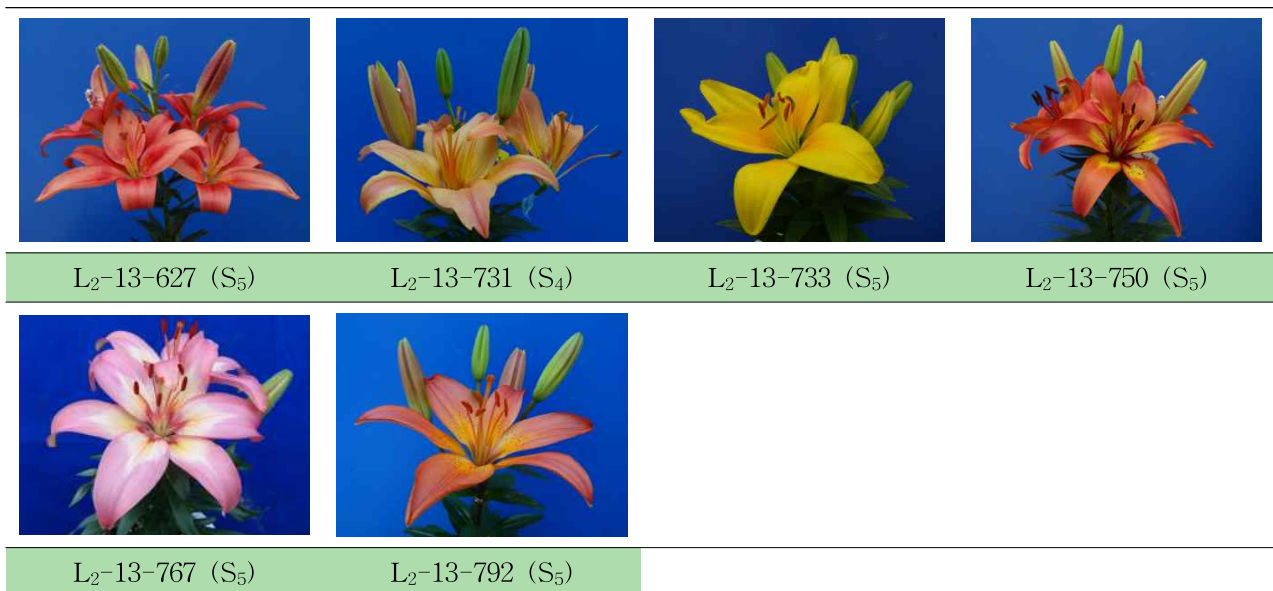 L₂-13-627 (S₅) L₂-13-731 (S₄) L₂-13-733 (S₅) L₂-13-750 (S₅)
L₂-13-767 (S₅) L₂-13-792 (S₅)